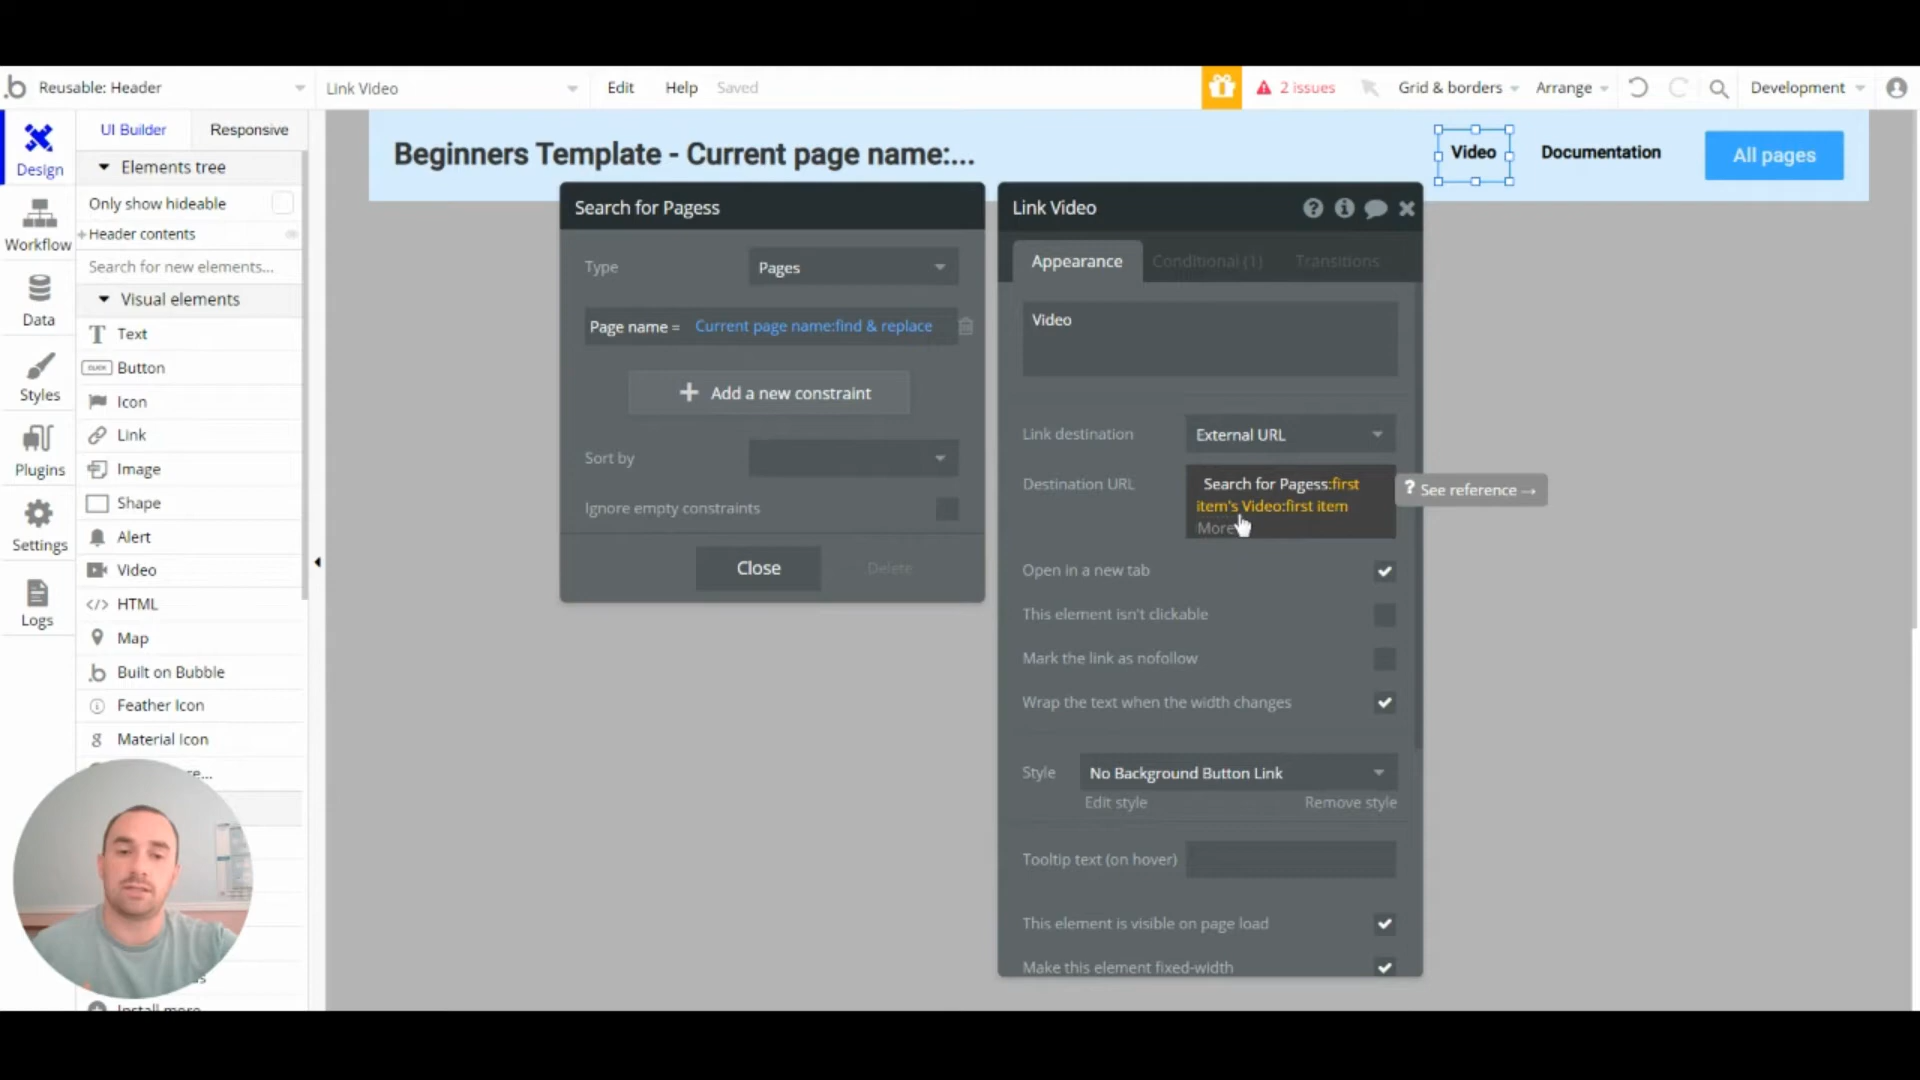 Reusable: Header
Link Video
Edit
Help
Saved
2 issues
Grid & borders
Arrange
Development
Design
Workflow
Data
Styles
Plugins
Settings
Logs
UI Builder
Responsive
Elements tree
Only show hideable
+ Header contents
Search for new elements...
Visual elements
Text
CLICK
Button
Icon
Link
Image
Shape
Alert
Video
</> HTML
Map
Built on Bubble
Feather Icon
Material Icon
Install more
Beginners Template - Current page name:...
Video
Documentation
All pages
Search for Pagess
Type
Pages
Page name =
Current page name:find & replace
Add a new constraint
Sort by
Ignore empty constraints
Close
Delete
Link Video
Appearance
Conditional (1)
Transitions
Video
Link destination
External URL
Destination URL
Search for Pagess:first
item's Video:first item
More
? See reference →
Open in a new tab
This element isn't clickable
Mark the link as nofollow
Wrap the text when the width changes
Style
No Background Button Link
Edit style
Remove style
Tooltip text (on hover)
This element is visible on page load
Make this element fixed-width